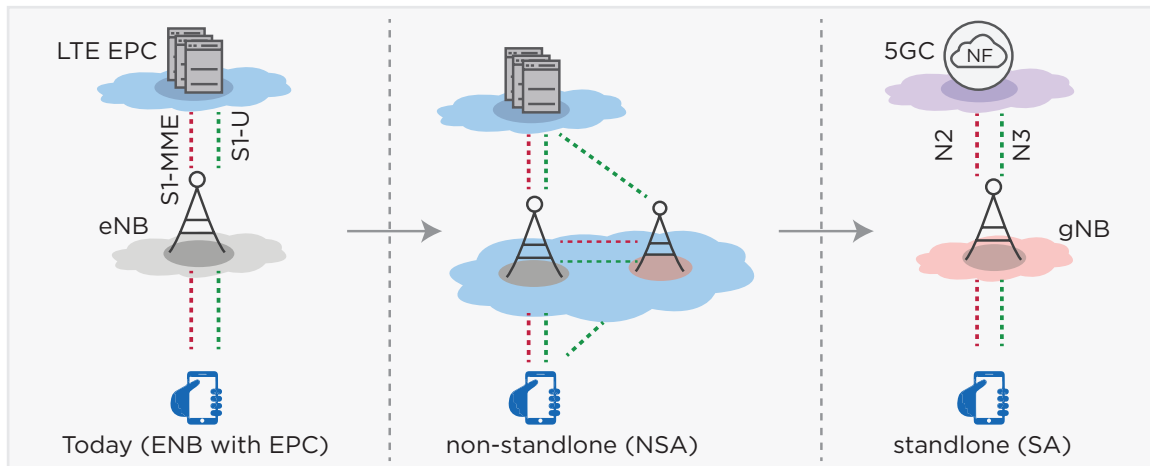 LTE EPC
S1-MME
S1-U
eNB
Today (ENB with EPC)
non-standlone (NSA)
5GC
NF
N2
N3
gNB
standlone (SA)